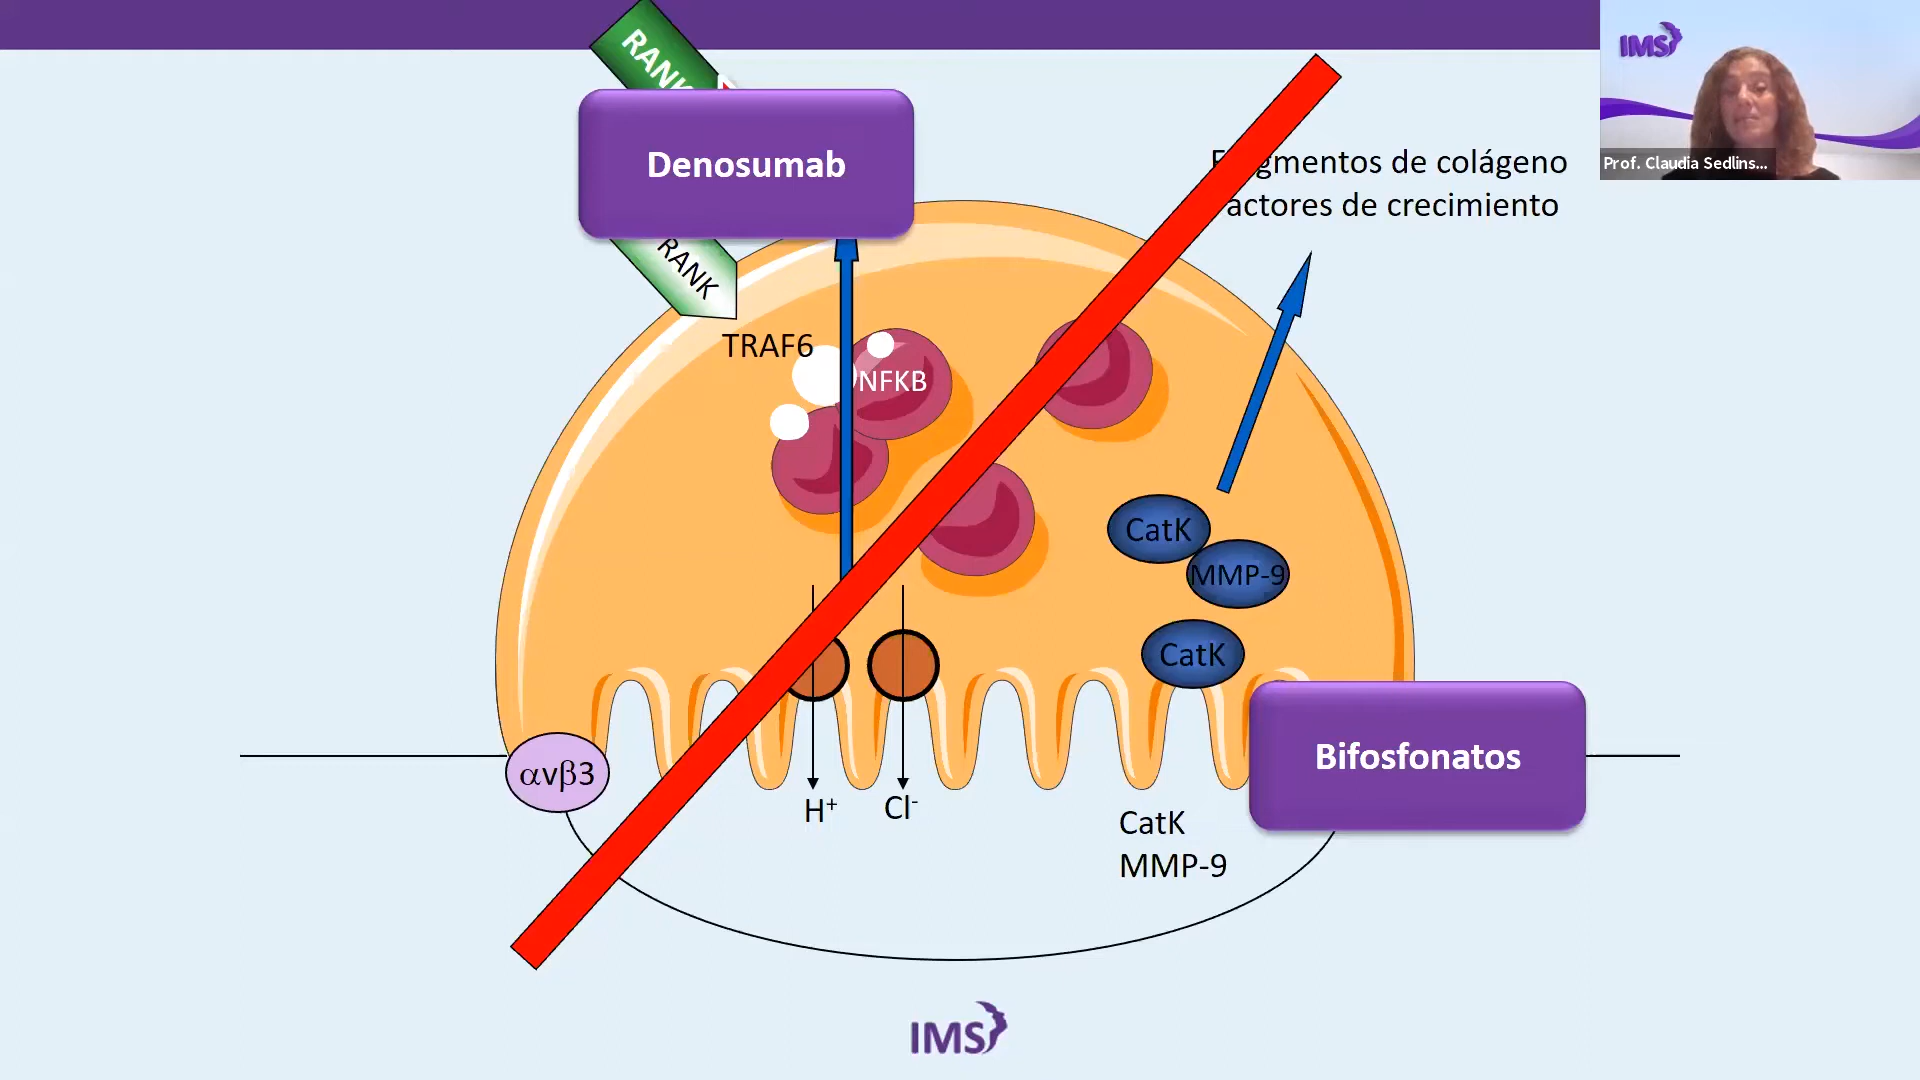 RANK
IMS
Denosumab
Prof. Claudia Sedlins...
gmentos de colágeno
actores de crecimiento
RANK
TRAF6
NFKB
CatK
MMP-9
CatK
αvβ3
Bifosfonatos
H+
Cl-
CatK
MMP-9
IMS